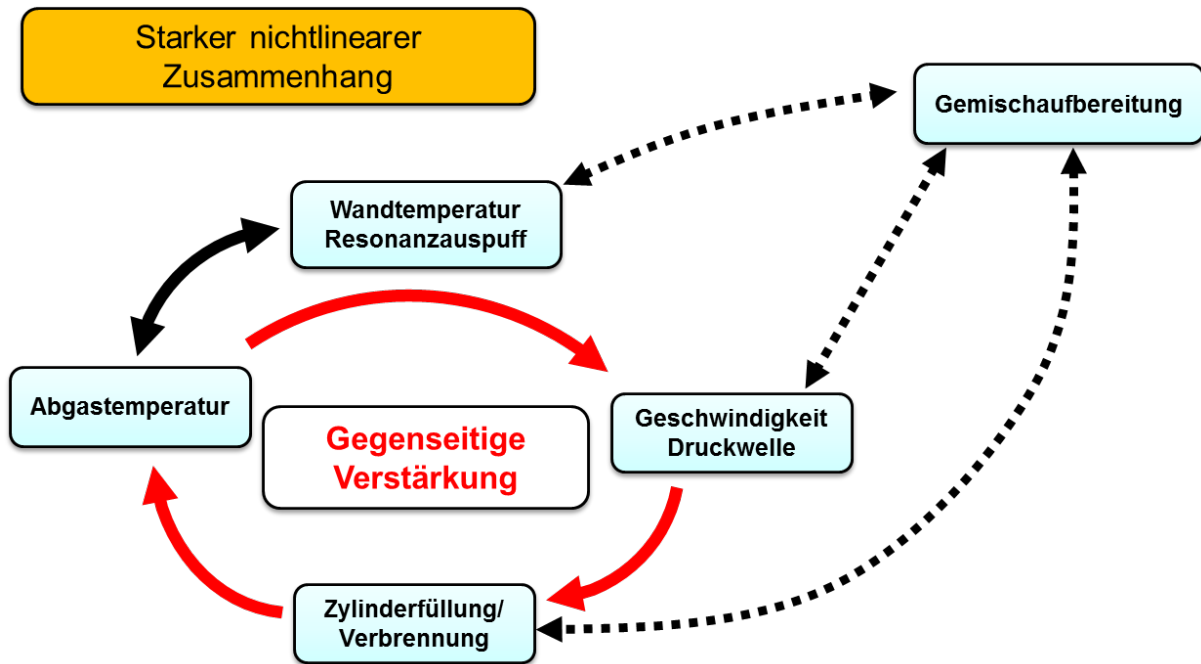 Starker nichtlinearer
Zusammenhang
Gemischaufbereitung
Wandtemperatur
Resonanzauspuff
Abgastemperatur
Gegenseitige
Verstärkung
Geschwindigkeit
Druckwelle
Zylinderfüllung/
Verbrennung